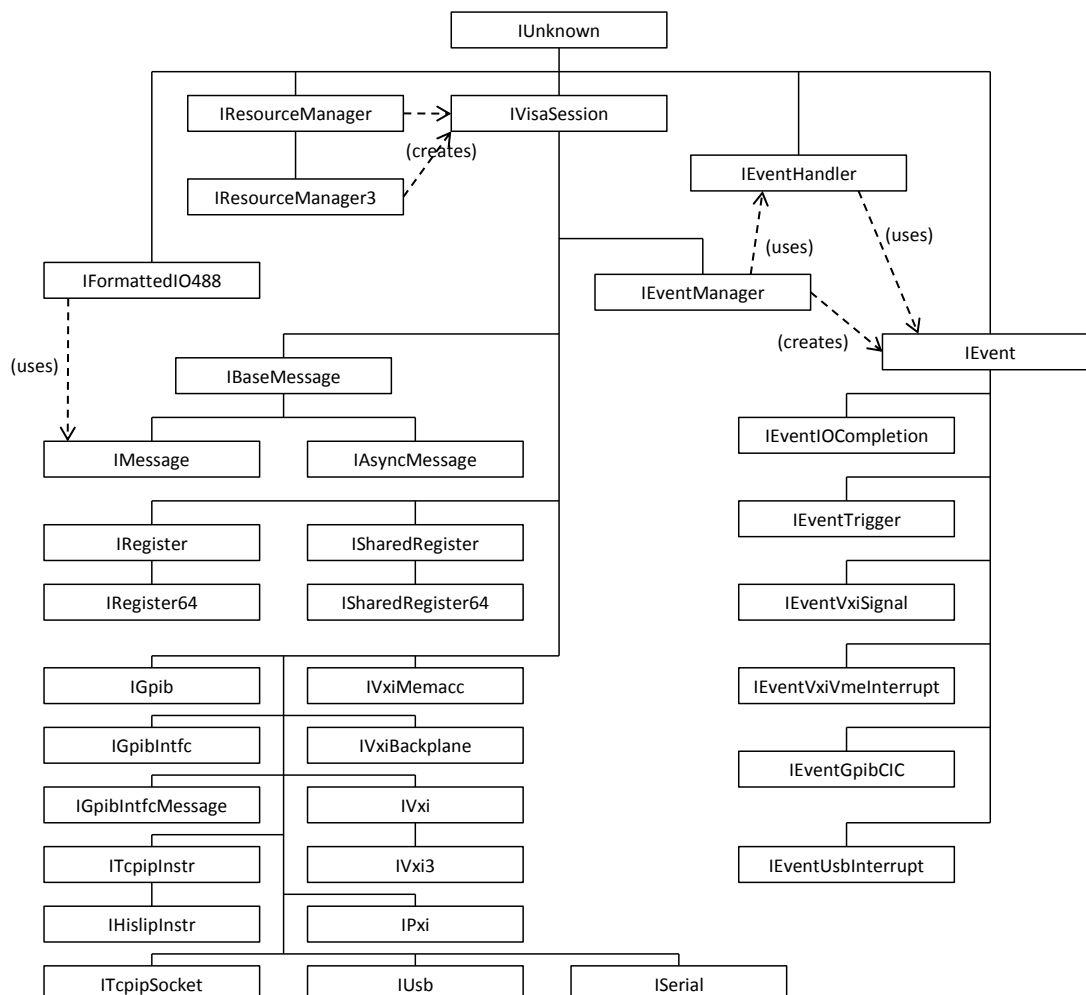 IUnknown
IResourceManager
IVisaSession
(creates)
IEventHandler
IResourceManager3
(uses)
(uses)
IFormattedIO488
IEventManager
(creates)
IEvent
(uses)
IBaseMessage
IEventIOCompletion
IMessage
IAsyncMessage
IEventTrigger
IRegister
ISharedRegister
IRegister64
ISharedRegister64
IEventVxiSignal
IGpib
IVxiMemacc
IEventVxiVmeInterrupt
IGpibIntfc
IVxiBackplane
IEventGpibCIC
IGpibIntfcMessage
IVxi
ITcpipInstr
IVxi3
IEventUsbInterrupt
IHislipInstr
IPxi
ITcpipSocket
IUsb
ISerial